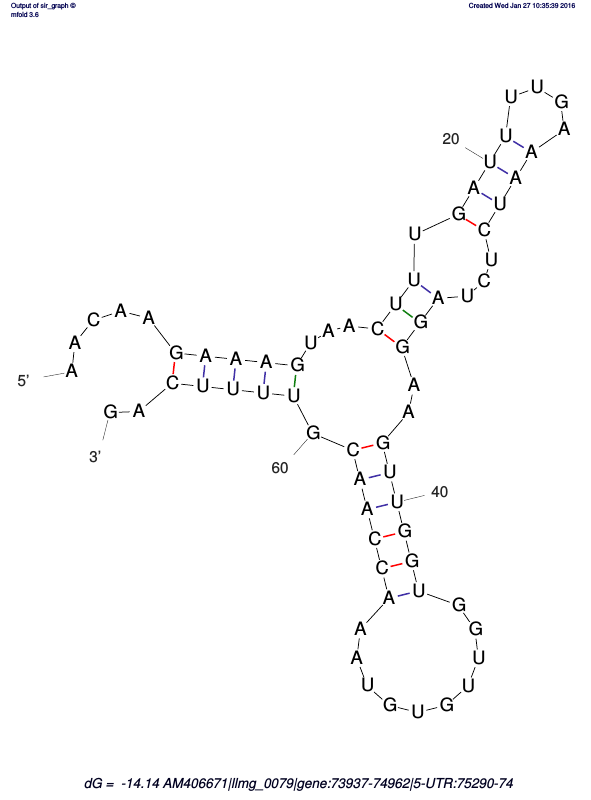 Output of sir_graph ©
mfold 3.6
Created Wed Jan 27 10:35:39 2016
5'
A A C A A G A A A G U A A C U U U G A U
20
U U U G A A A U C U C U A G G A A G U U
40
G G U G G U U G U G U A A A C C A A C G
60
U U U U C A G
3'
dG = -14.14 AM406671|llmg_0079|gene:73937-74962|5-UTR:75290-74